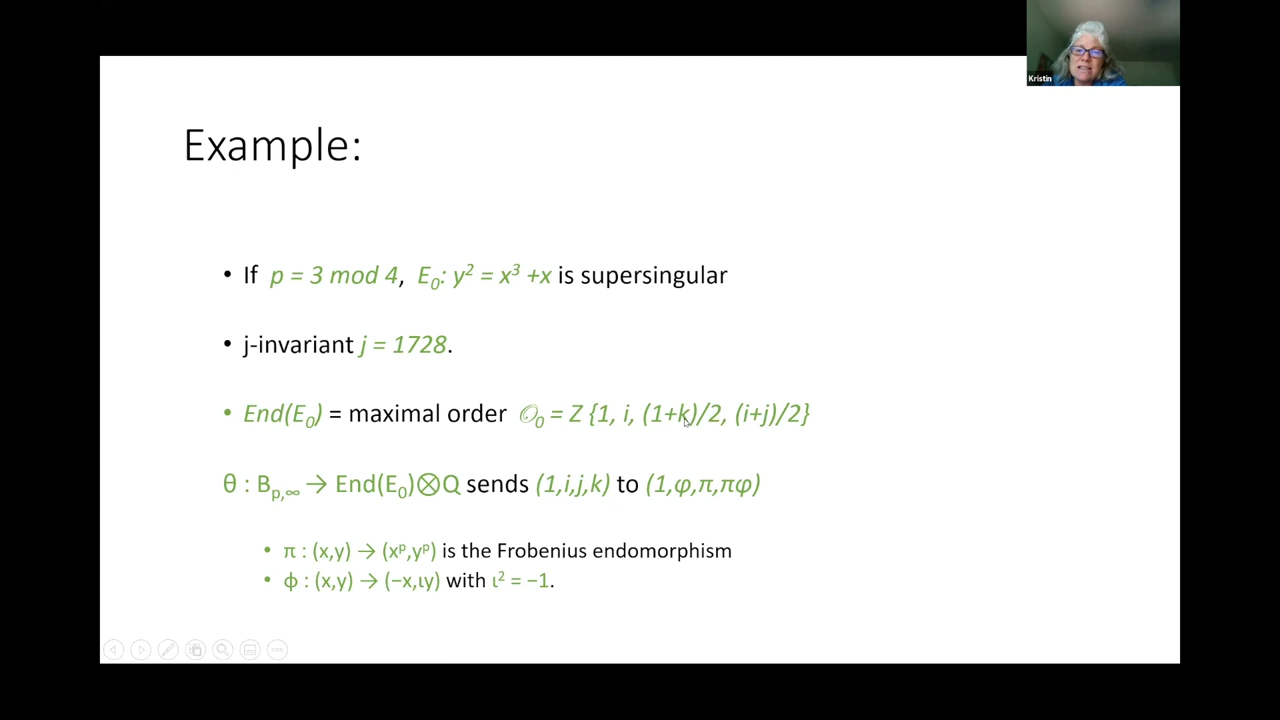 Kristin
Example:
• If p = 3 mod 4, E₀: y² = x³ +x is supersingular
• j-invariant j = 1728.
• End(E₀) = maximal order 𝒪₀ = Z {1, i, (1+k)/2, (i+j)/2}
θ : Bp,∞ → End(E₀)⊗Q sends (1,i,j,k) to (1,φ,π,πφ)
• π : (x,y) → (xᵖ,yᵖ) is the Frobenius endomorphism
• ϕ : (x,y) → (−x,ιy) with ι² = −1.